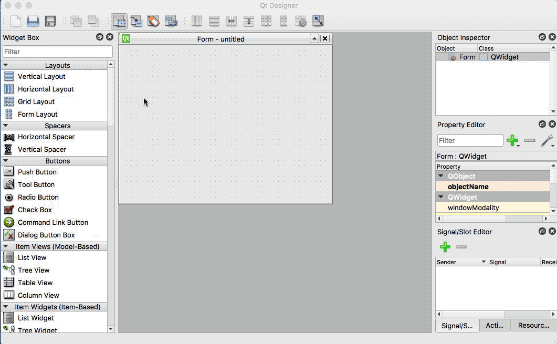 Qt Designer
Widget Box
Filter
Layouts
Vertical Layout
Horizontal Layout
Grid Layout
Form Layout
Spacers
Horizontal Spacer
Vertical Spacer
Buttons
Push Button
Tool Button
Radio Button
Check Box
Command Link Button
Dialog Button Box
Item Views (Model-Based)
List View
Tree View
Table View
Column View
Item Widgets (Item-Based)
List Widget
Tree Widget
Form - untitled
Object Inspector
Object Class
Form QWidget
Property Editor
Filter
Form : QWidget
Property
QObject
objectName
QWidget
windowModality
Signal/Slot Editor
Sender Signal Recei
Signal/S... Acti... Resourc...